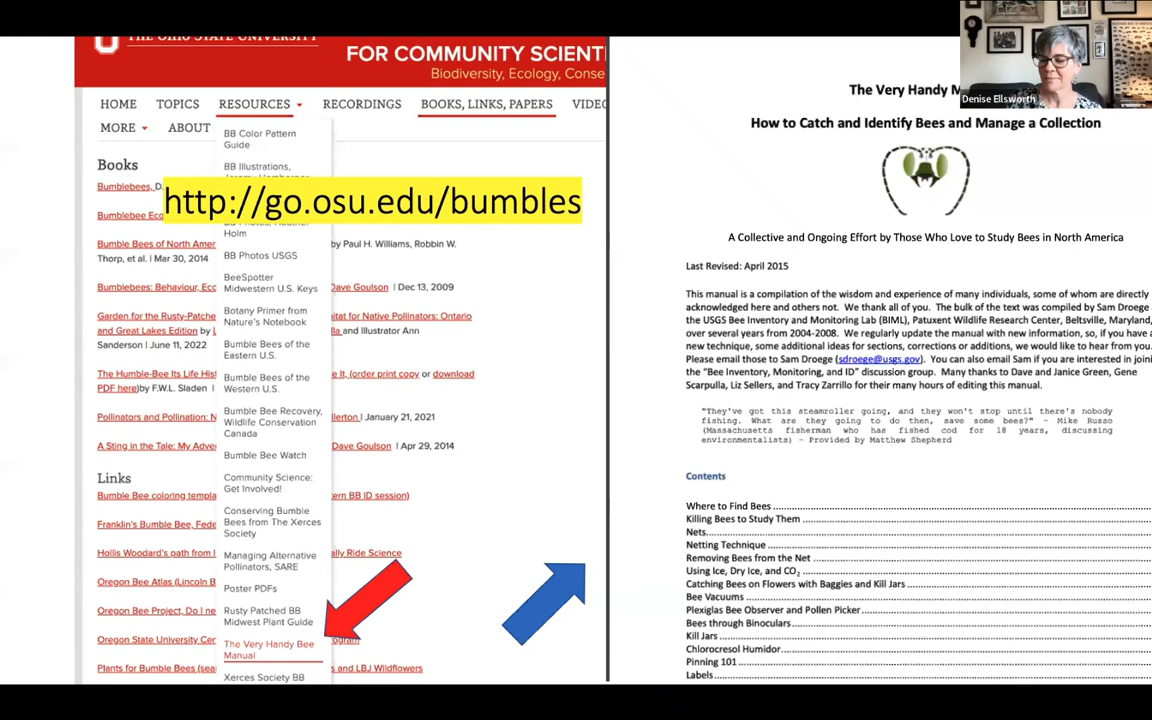 THE OHIO STATE UNIVERSITY
FOR COMMUNITY SCIENT
Biodiversity, Ecology, Conse
HOME TOPICS RESOURCES RECORDINGS BOOKS, LINKS, PAPERS VIDEO
MORE ABOUT
Books
Bumblebees, D
Bumblebee Eco
Bumble Bees of North Amer
by Paul H. Williams, Robbin W.
Thorp, et al. | Mar 30, 2014
Bumblebees: Behaviour, Eco
Dave Goulson | Dec 13, 2009
Garden for the Rusty-Patche
itat for Native Pollinators: Ontario
and Great Lakes Edition by
and Illustrator Ann
Sanderson | June 11, 2022
The Humble-Bee Its Life Hist
It, (order print copy or download
PDF here)by F.W.L. Sladen |
Pollinators and Pollination: N
llerton | January 21, 2021
A Sting in the Tale: My Adve
Dave Goulson | Apr 29, 2014
Links
Bumble Bee coloring templa
rn BB ID session)
Franklin's Bumble Bee, Fede
Hollis Woodard's path from l
ally Ride Science
Oregon Bee Atlas (Lincoln B
Oregon Bee Project, Do I ne
Oregon State University Cer
ogram
Plants for Bumble Bees (sea
s and LBJ Wildflowers
BB Color Pattern
Guide
BB Illustrations,
http://go.osu.edu/bumbles
Holm
BB Photos USGS
BeeSpotter
Midwestern U.S. Keys
Botany Primer from
Nature's Notebook
Bumble Bees of the
Eastern U.S.
Bumble Bees of the
Western U.S.
Bumble Bee Recovery,
Wildlife Conservation
Canada
Bumble Bee Watch
Community Science:
Get Involved!
Conserving Bumble
Bees from The Xerces
Society
Managing Alternative
Pollinators, SARE
Poster PDFs
Rusty Patched BB
Midwest Plant Guide
The Very Handy Bee
Manual
Xerces Society BB
Denise Ellsworth
The Very Handy M
How to Catch and Identify Bees and Manage a Collection
A Collective and Ongoing Effort by Those Who Love to Study Bees in North America
Last Revised: April 2015
This manual is a compilation of the wisdom and experience of many individuals, some of whom are directly
acknowledged here and others not. We thank all of you. The bulk of the text was compiled by Sam Droege at
the USGS Bee Inventory and Monitoring Lab (BIML), Patuxent Wildlife Research Center, Beltsville, Maryland,
over several years from 2004-2008. We regularly update the manual with new information, so, if you have a
new technique, some additional ideas for sections, corrections or additions, we would like to hear from you.
Please email those to Sam Droege (sdroege@usgs.gov). You can also email Sam if you are interested in joini
the "Bee Inventory, Monitoring, and ID" discussion group. Many thanks to Dave and Janice Green, Gene
Scarpulla, Liz Sellers, and Tracy Zarrillo for their many hours of editing this manual.
"They've got this steamroller going, and they won't stop until there's nobody
fishing. What are they going to do then, save some bees?" - Mike Russo
(Massachusetts fisherman who has fished cod for 18 years, discussing
environmentalists) - Provided by Matthew Shepherd
Contents
Where to Find Bees
Killing Bees to Study Them
Nets
Netting Technique
Removing Bees from the Net
Using Ice, Dry Ice, and CO2
Catching Bees on Flowers with Baggies and Kill Jars
Bee Vacuums
Plexiglas Bee Observer and Pollen Picker
Bees through Binoculars
Kill Jars
Chlorocresol Humidor
Pinning 101
Labels